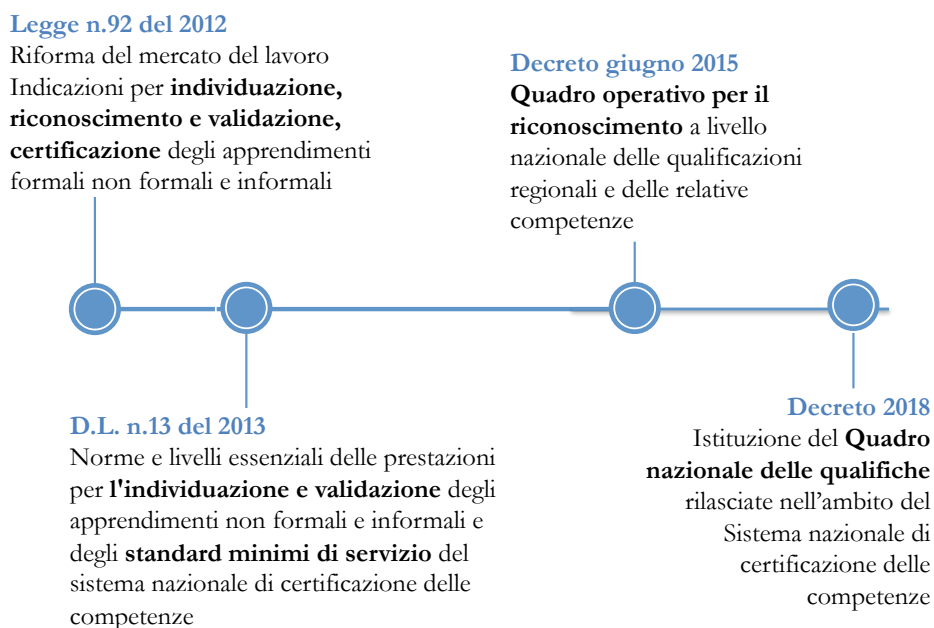 Legge n.92 del 2012
Riforma del mercato del lavoro
Indicazioni per individuazione,
riconoscimento e validazione,
certificazione degli apprendimenti
formali non formali e informali
D.L. n.13 del 2013
Norme e livelli essenziali delle prestazioni
per l'individuazione e validazione degli
apprendimenti non formali e informali e
degli standard minimi di servizio del
sistema nazionale di certificazione delle
competenze
Decreto giugno 2015
Quadro operativo per il
riconoscimento a livello
nazionale delle qualificazioni
regionali e delle relative
competenze
Decreto 2018
Istituzione del Quadro
nazionale delle qualifiche
rilasciate nell’ambito del
Sistema nazionale di
certificazione delle
competenze